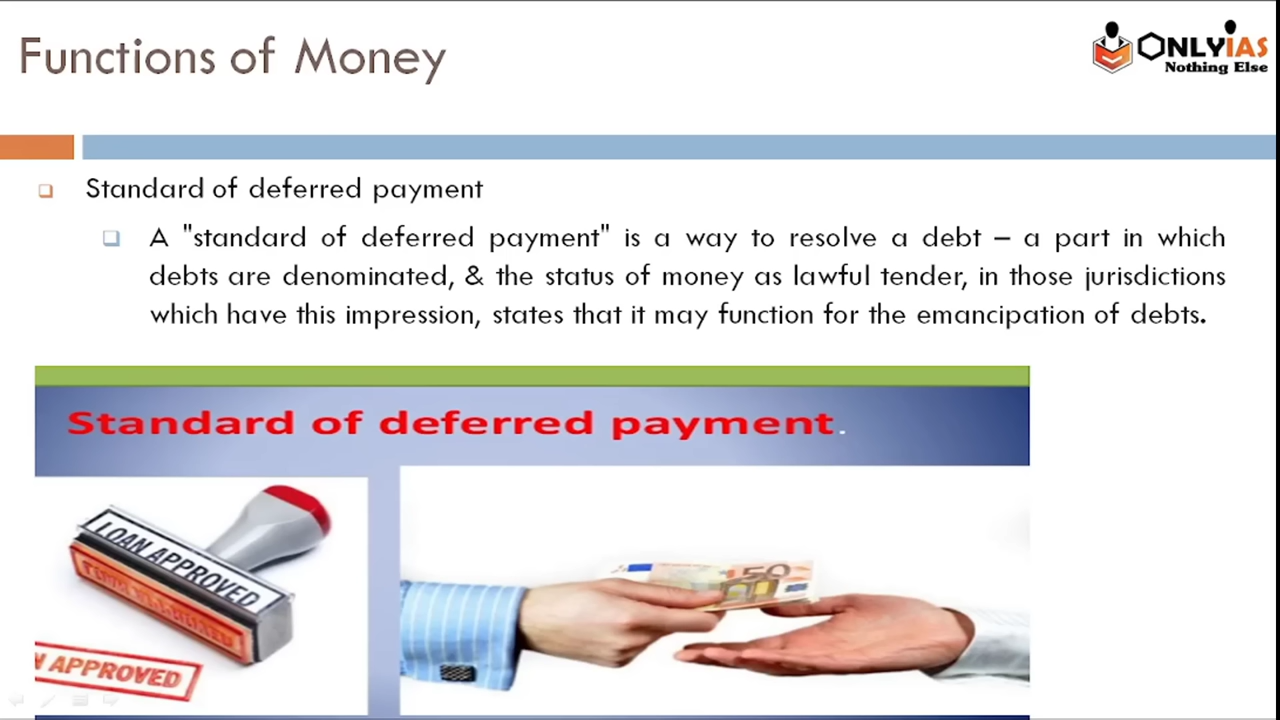 Functions of Money
ONLYIAS
Nothing Else
Standard of deferred payment
A "standard of deferred payment" is a way to resolve a debt – a part in which
debts are denominated, & the status of money as lawful tender, in those jurisdictions
which have this impression, states that it may function for the emancipation of debts.
Standard of deferred payment.
LOAN APPROVED
APPROVED
50